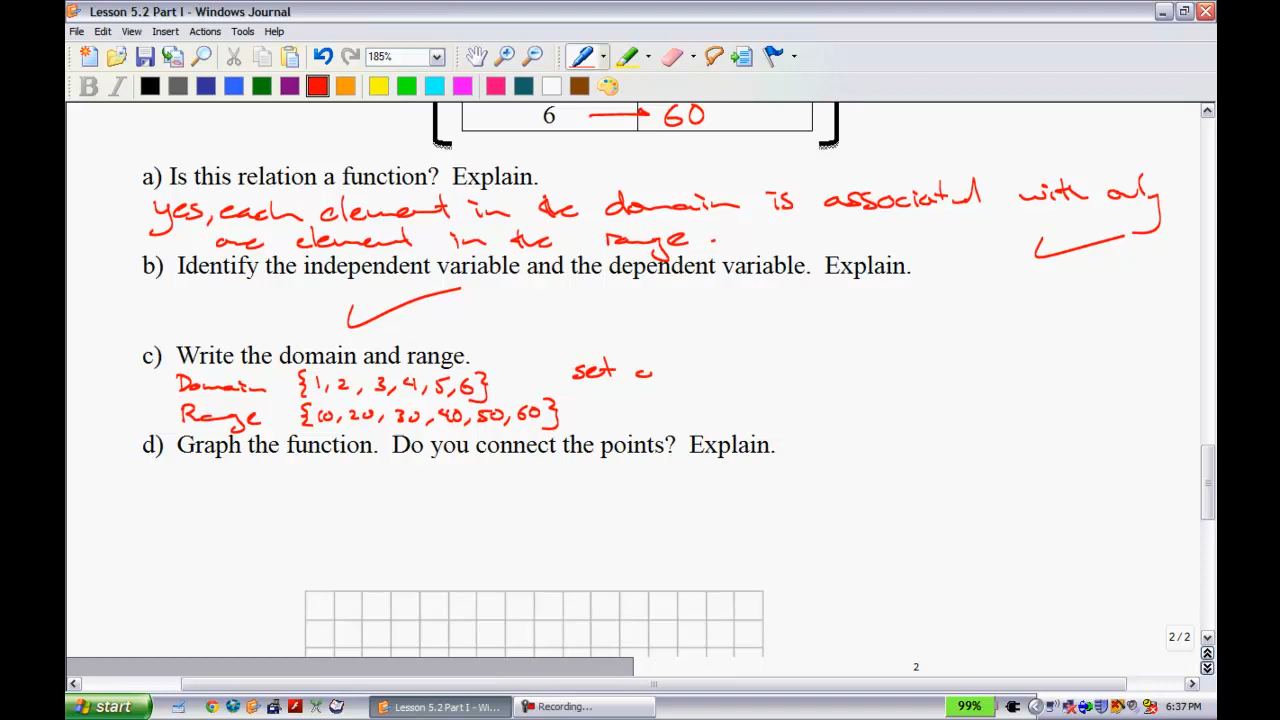 Lesson 5.2 Part I - Windows Journal
File Edit View Insert Actions Tools Help
185%
6 60
a) Is this relation a function? Explain.
yes, each element in the domain is associated with only
one element in the range.
b) Identify the independent variable and the dependent variable. Explain.
c) Write the domain and range.
set
Domain {1, 2, 3, 4, 5, 6}
Range {10, 20, 30, 40, 50, 60}
d) Graph the function. Do you connect the points? Explain.
2 / 2
2
start Lesson 5.2 Part I - Wi... Recording... 99% 6:37 PM